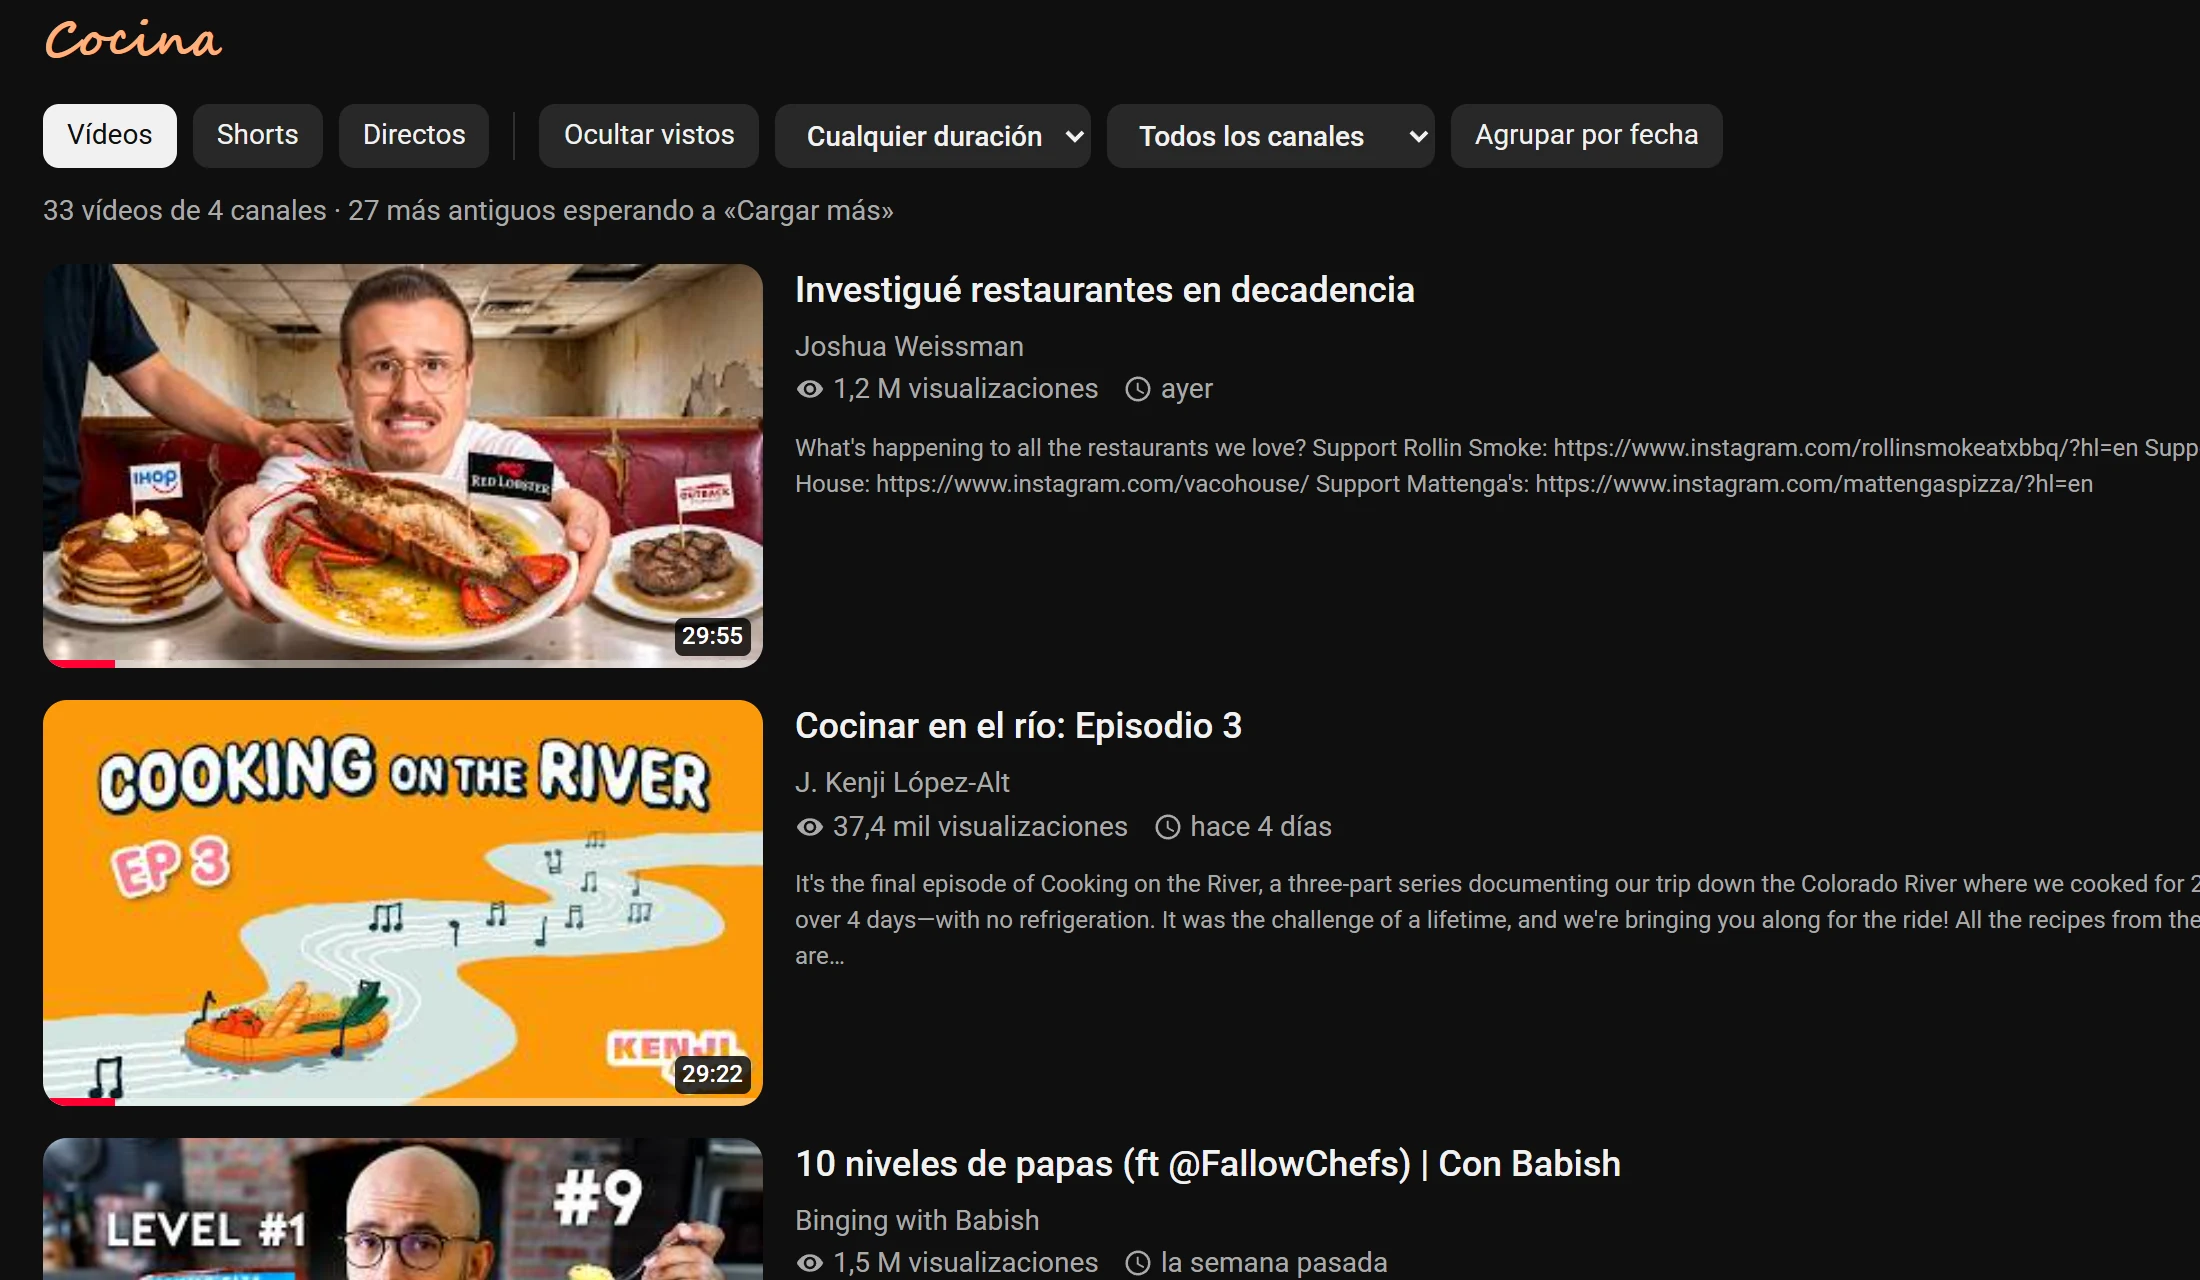 Cocina
Vídeos
Shorts
Directos
Ocultar vistos
Cualquier duración
Todos los canales
Agrupar por fecha
33 vídeos de 4 canales · 27 más antiguos esperando a «Cargar más»
IHOP
RED LOBSTER
OUTBACK
29:55
Investigué restaurantes en decadencia
Joshua Weissman
1,2 M visualizaciones
ayer
What's happening to all the restaurants we love? Support Rollin Smoke: https://www.instagram.com/rollinsmokeatxbbq/?hl=en Supp
House: https://www.instagram.com/vacohouse/ Support Mattenga's: https://www.instagram.com/mattengaspizza/?hl=en
COOKING ON THE RIVER
EP 3
KENJI
29:22
Cocinar en el río: Episodio 3
J. Kenji López-Alt
37,4 mil visualizaciones
hace 4 días
It's the final episode of Cooking on the River, a three-part series documenting our trip down the Colorado River where we cooked for 2
over 4 days—with no refrigeration. It was the challenge of a lifetime, and we're bringing you along for the ride! All the recipes from the
are…
LEVEL #1
#9
10 niveles de papas (ft @FallowChefs) | Con Babish
Binging with Babish
1,5 M visualizaciones
la semana pasada